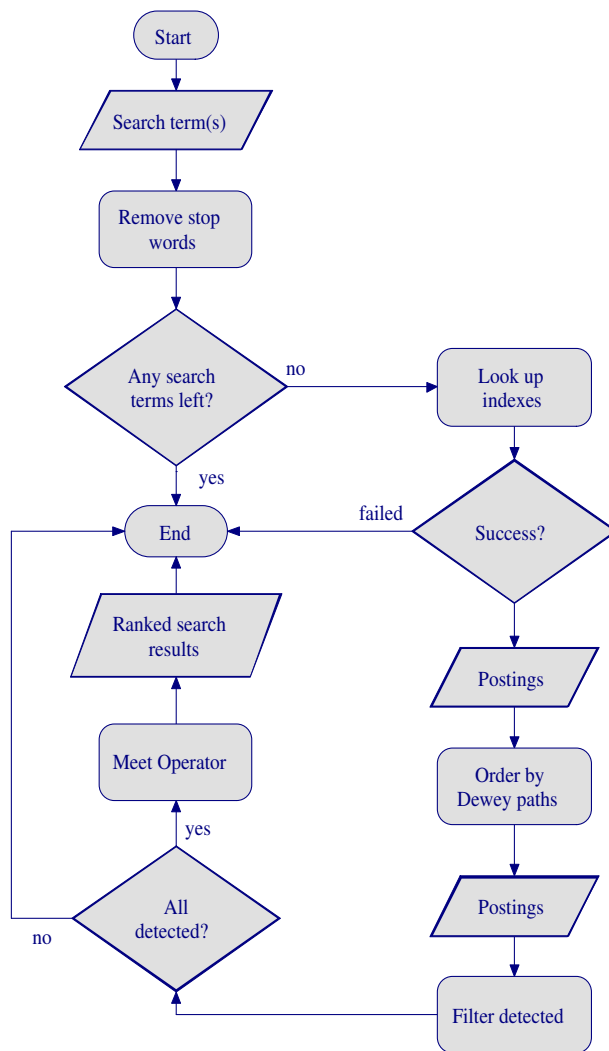 Start
Search term(s)
Remove stop
words
Any search
terms left?
no
Look up
indexes
yes
failed
Success?
End
Ranked search
results
Postings
Meet Operator
Order by
Dewey paths
yes
All
detected?
Postings
no
Filter detected